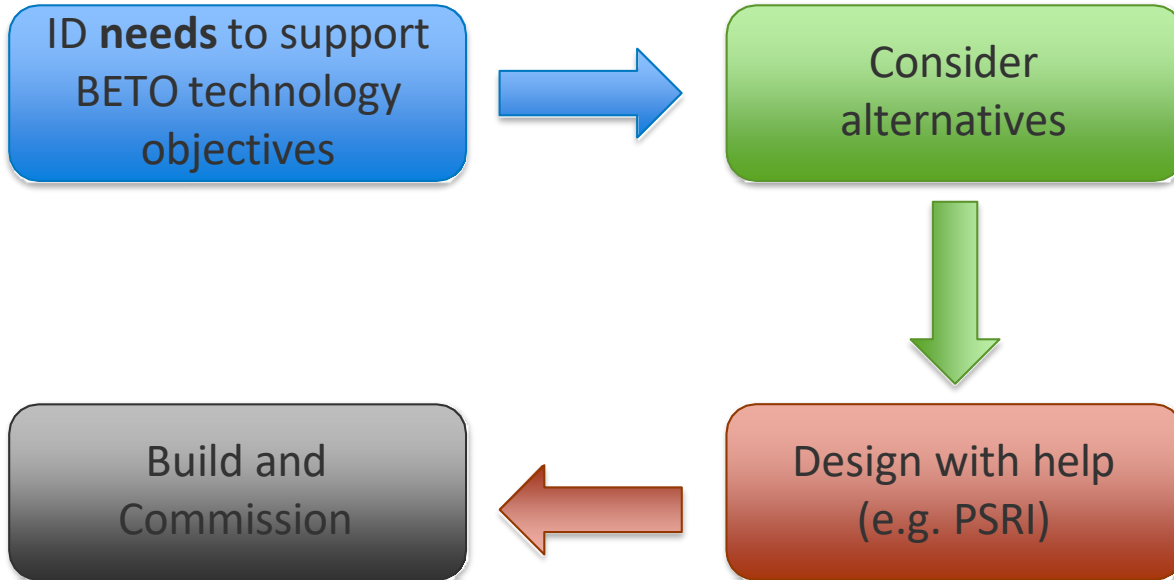 ID needs to support
BETO technology
objectives
Consider
alternatives
Design with help
(e.g. PSRI)
Build and
Commission